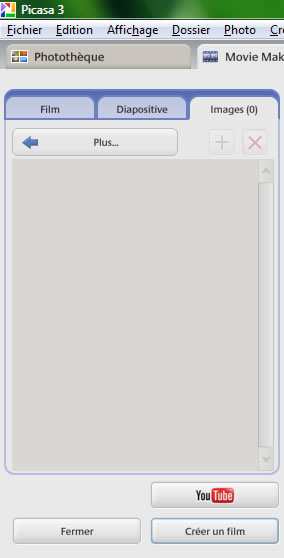 Picasa 3
Fichier Edition Affichage Dossier Photo
Photothèque Movie Mak
Film Diapositive Images (0)
Plus...
YouTube
Fermer Créer un film